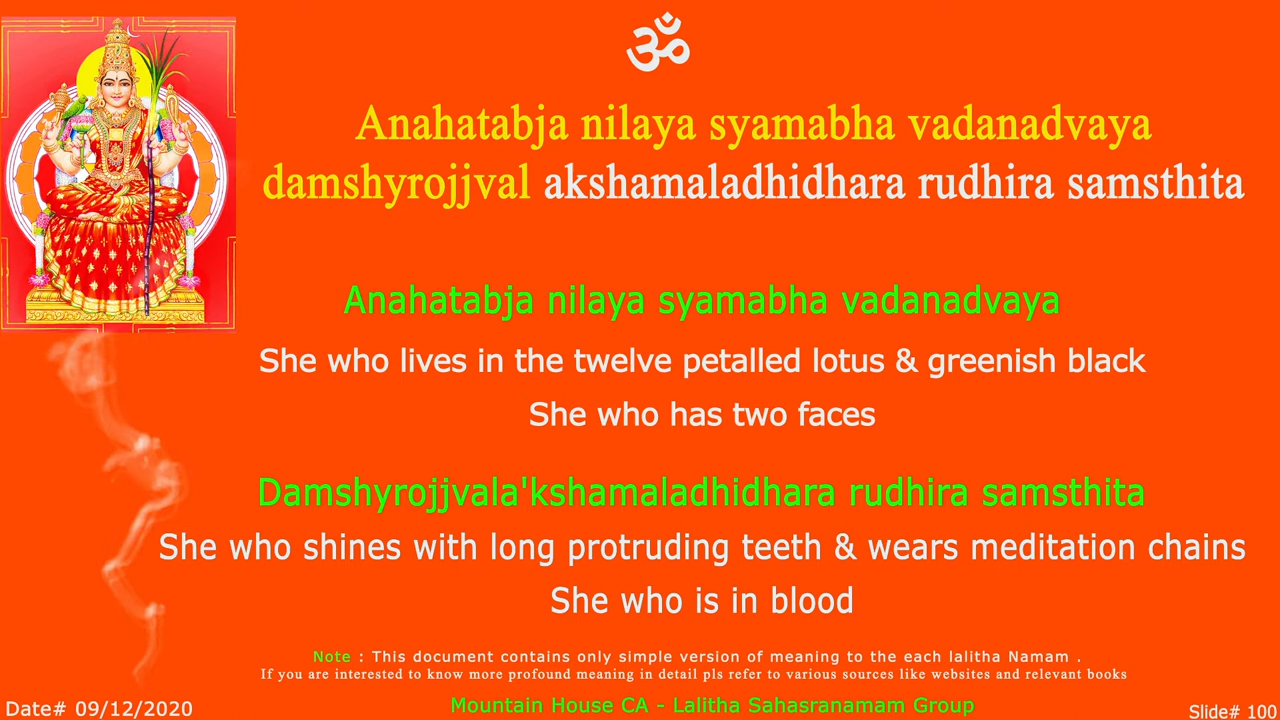 ॐ
Anahatabja nilaya syamabha vadanadvaya
damshyrojjval akshamaladhidhara rudhira samsthita
Anahatabja nilaya syamabha vadanadvaya
She who lives in the twelve petalled lotus & greenish black
She who has two faces
Damshyrojjvala'kshamaladhidhara rudhira samsthita
She who shines with long protruding teeth & wears meditation chains
She who is in blood
Note : This document contains only simple version of meaning to the each lalitha Namam .
If you are interested to know more profound meaning in detail pls refer to various sources like websites and relevant books
Mountain House CA - Lalitha Sahasranamam Group
Date# 09/12/2020
Slide# 100